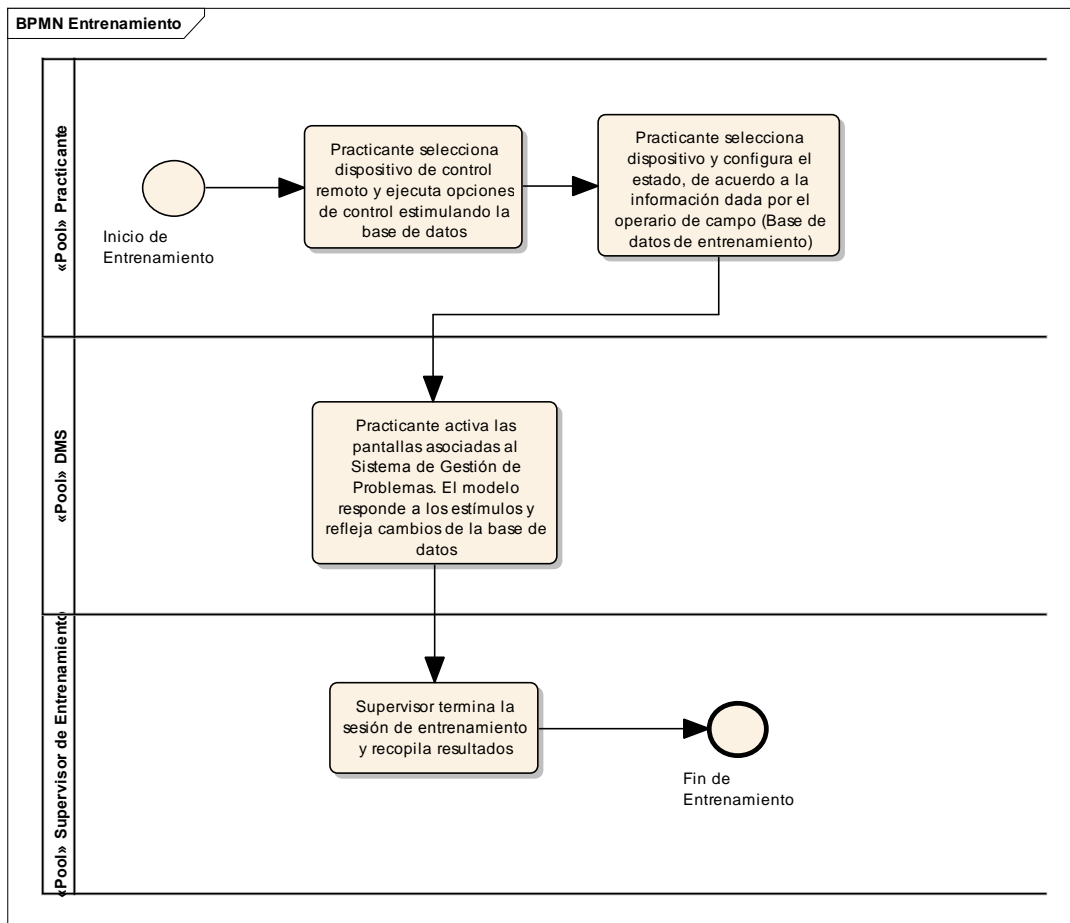 BPMN Entrenamiento
«Pool» Practicante
Inicio de
Entrenamiento
Practicante selecciona
dispositivo de control
remoto y ejecuta opciones
de control estimulando la
base de datos
Practicante selecciona
dispositivo y configura el
estado, de acuerdo a la
información dada por el
operario de campo (Base de
datos de entrenamiento)
«Pool» DMS
Practicante activa las
pantallas asociadas al
Sistema de Gestión de
Problemas. El modelo
responde a los estímulos y
refleja cambios de la base de
datos
«Pool» Supervisor de Entrenamiento
Supervisor termina la
sesión de entrenamiento
y recopila resultados
Fin de
Entrenamiento